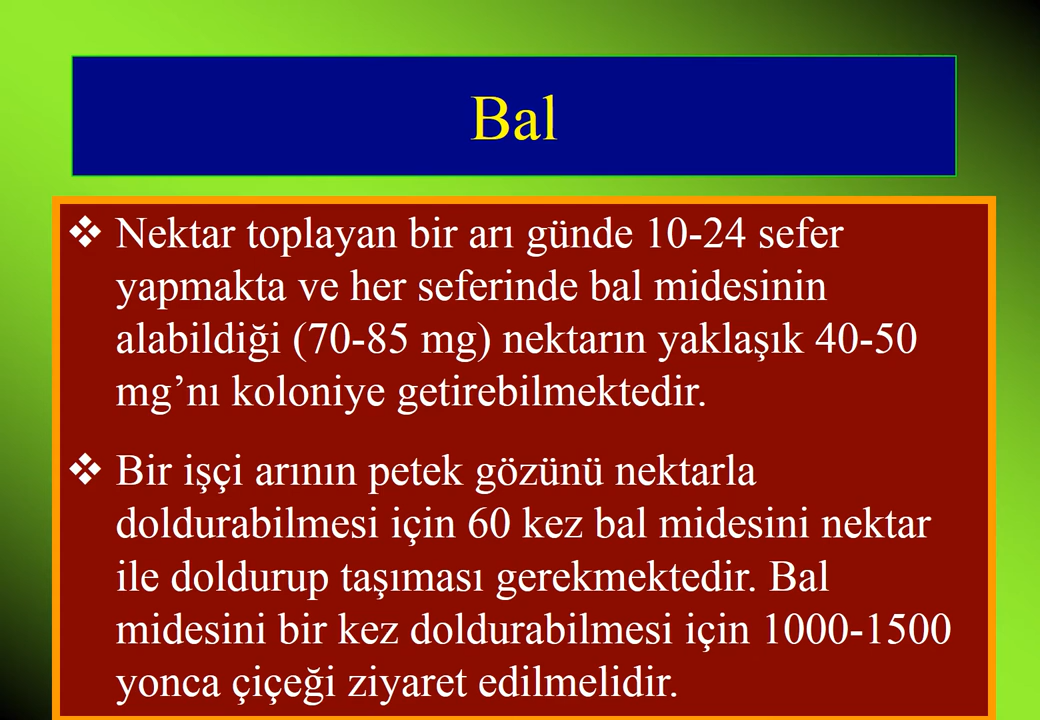 Bal
❖ Nektar toplayan bir arı günde 10-24 sefer
yapmakta ve her seferinde bal midesinin
alabildiği (70-85 mg) nektarın yaklaşık 40-50
mg’nı koloniye getirebilmektedir.
❖ Bir işçi arının petek gözünü nektarla
doldurabilmesi için 60 kez bal midesini nektar
ile doldurup taşıması gerekmektedir. Bal
midesini bir kez doldurabilmesi için 1000-1500
yonca çiçeği ziyaret edilmelidir.